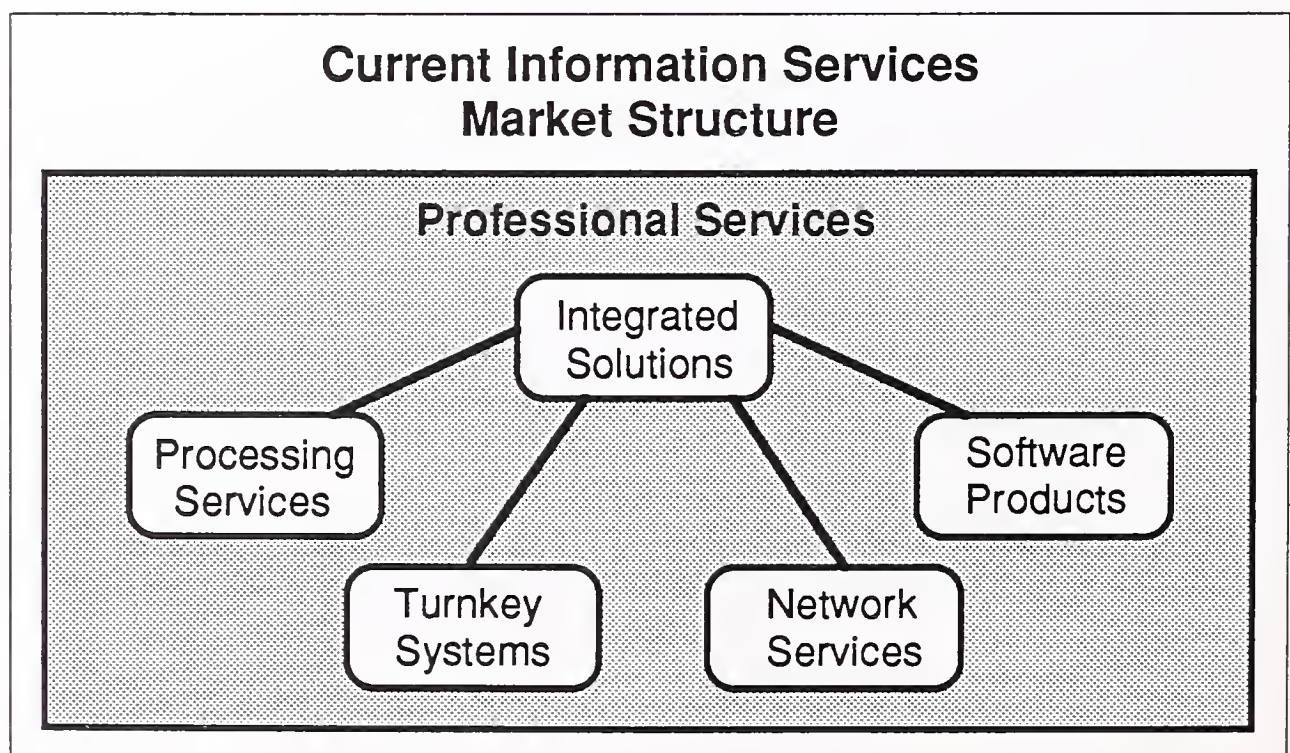 Current Information Services
Market Structure
Professional Services
Integrated
Solutions
Processing
Services
Software
Products
Turnkey
Systems
Network
Services